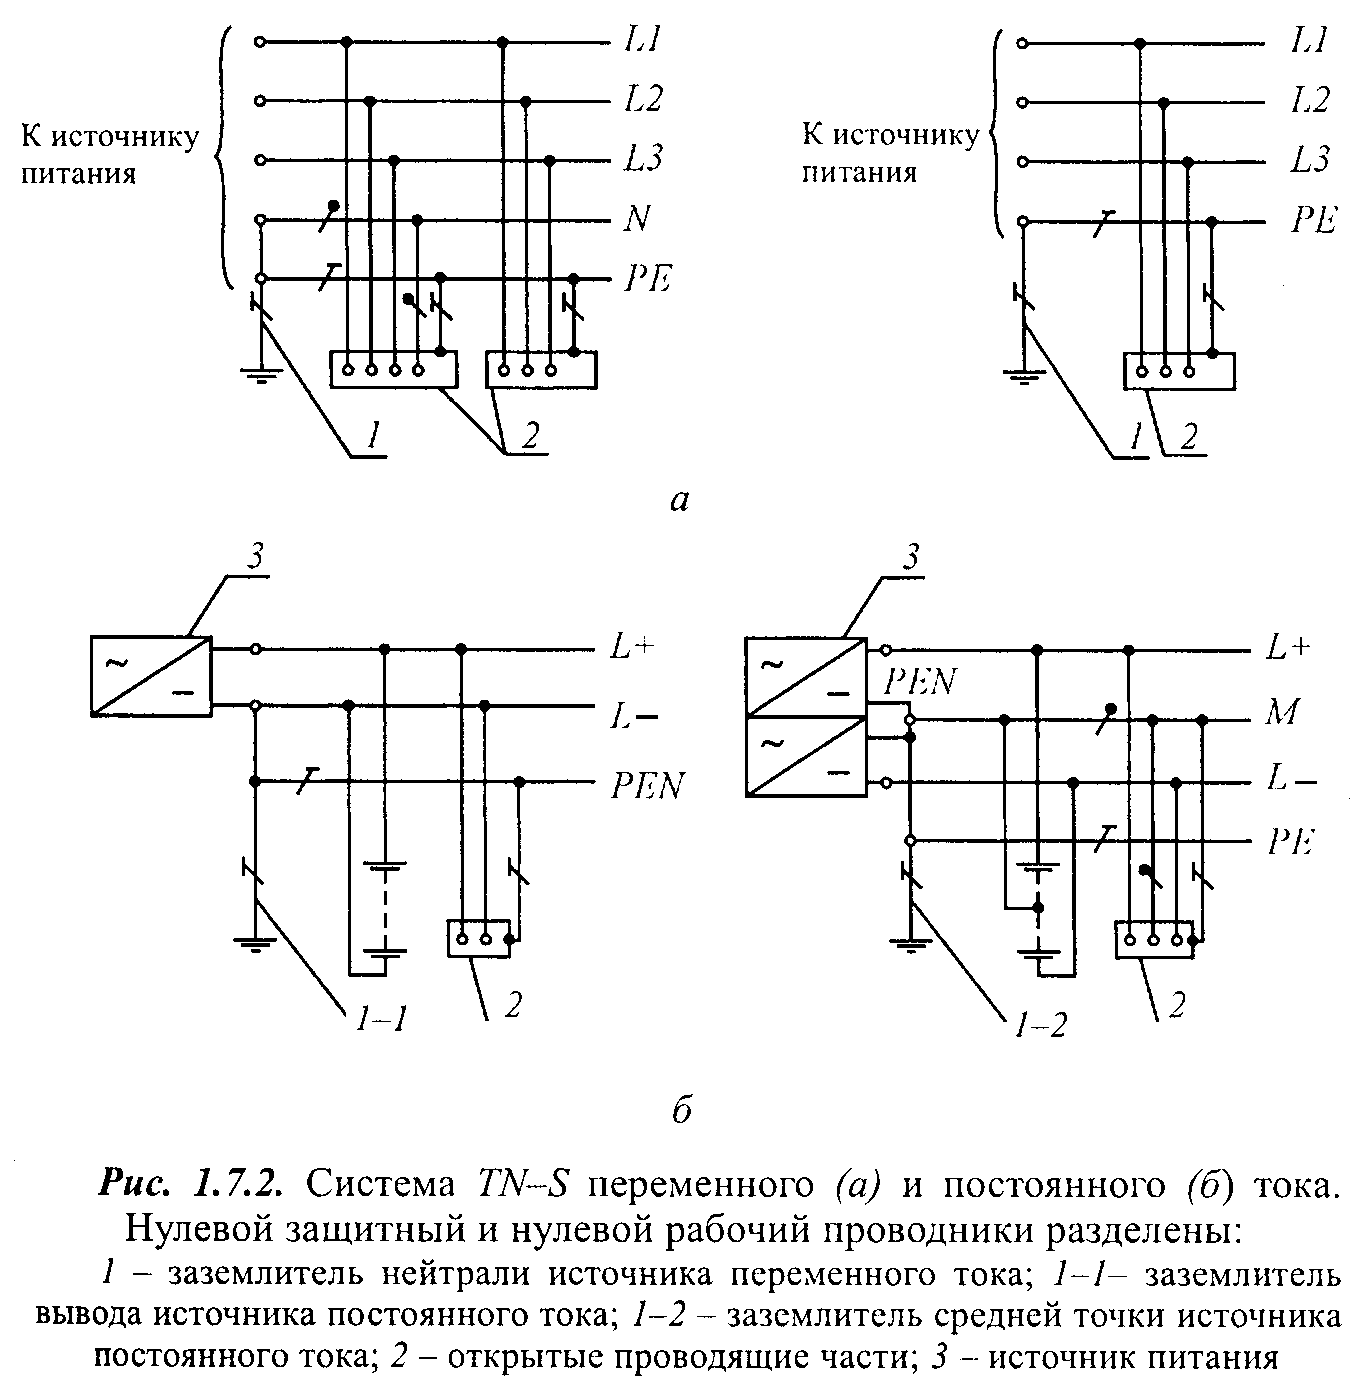 К источнику
питания
L1
L2
L3
N
PE
1
2
К источнику
питания
L1
L2
L3
PE
1
2
а
3
~
−
L+
L−
PEN
1–1
2
3
~
−
~
−
PEN
L+
M
L−
PE
1–2
2
б
Рис. 1.7.2. Система TN–S переменного (а) и постоянного (б) тока.
Нулевой защитный и нулевой рабочий проводники разделены:
1 – заземлитель нейтрали источника переменного тока; 1–1– заземлитель
вывода источника постоянного тока; 1–2 – заземлитель средней точки источника
постоянного тока; 2 – открытые проводящие части; 3 – источник питания